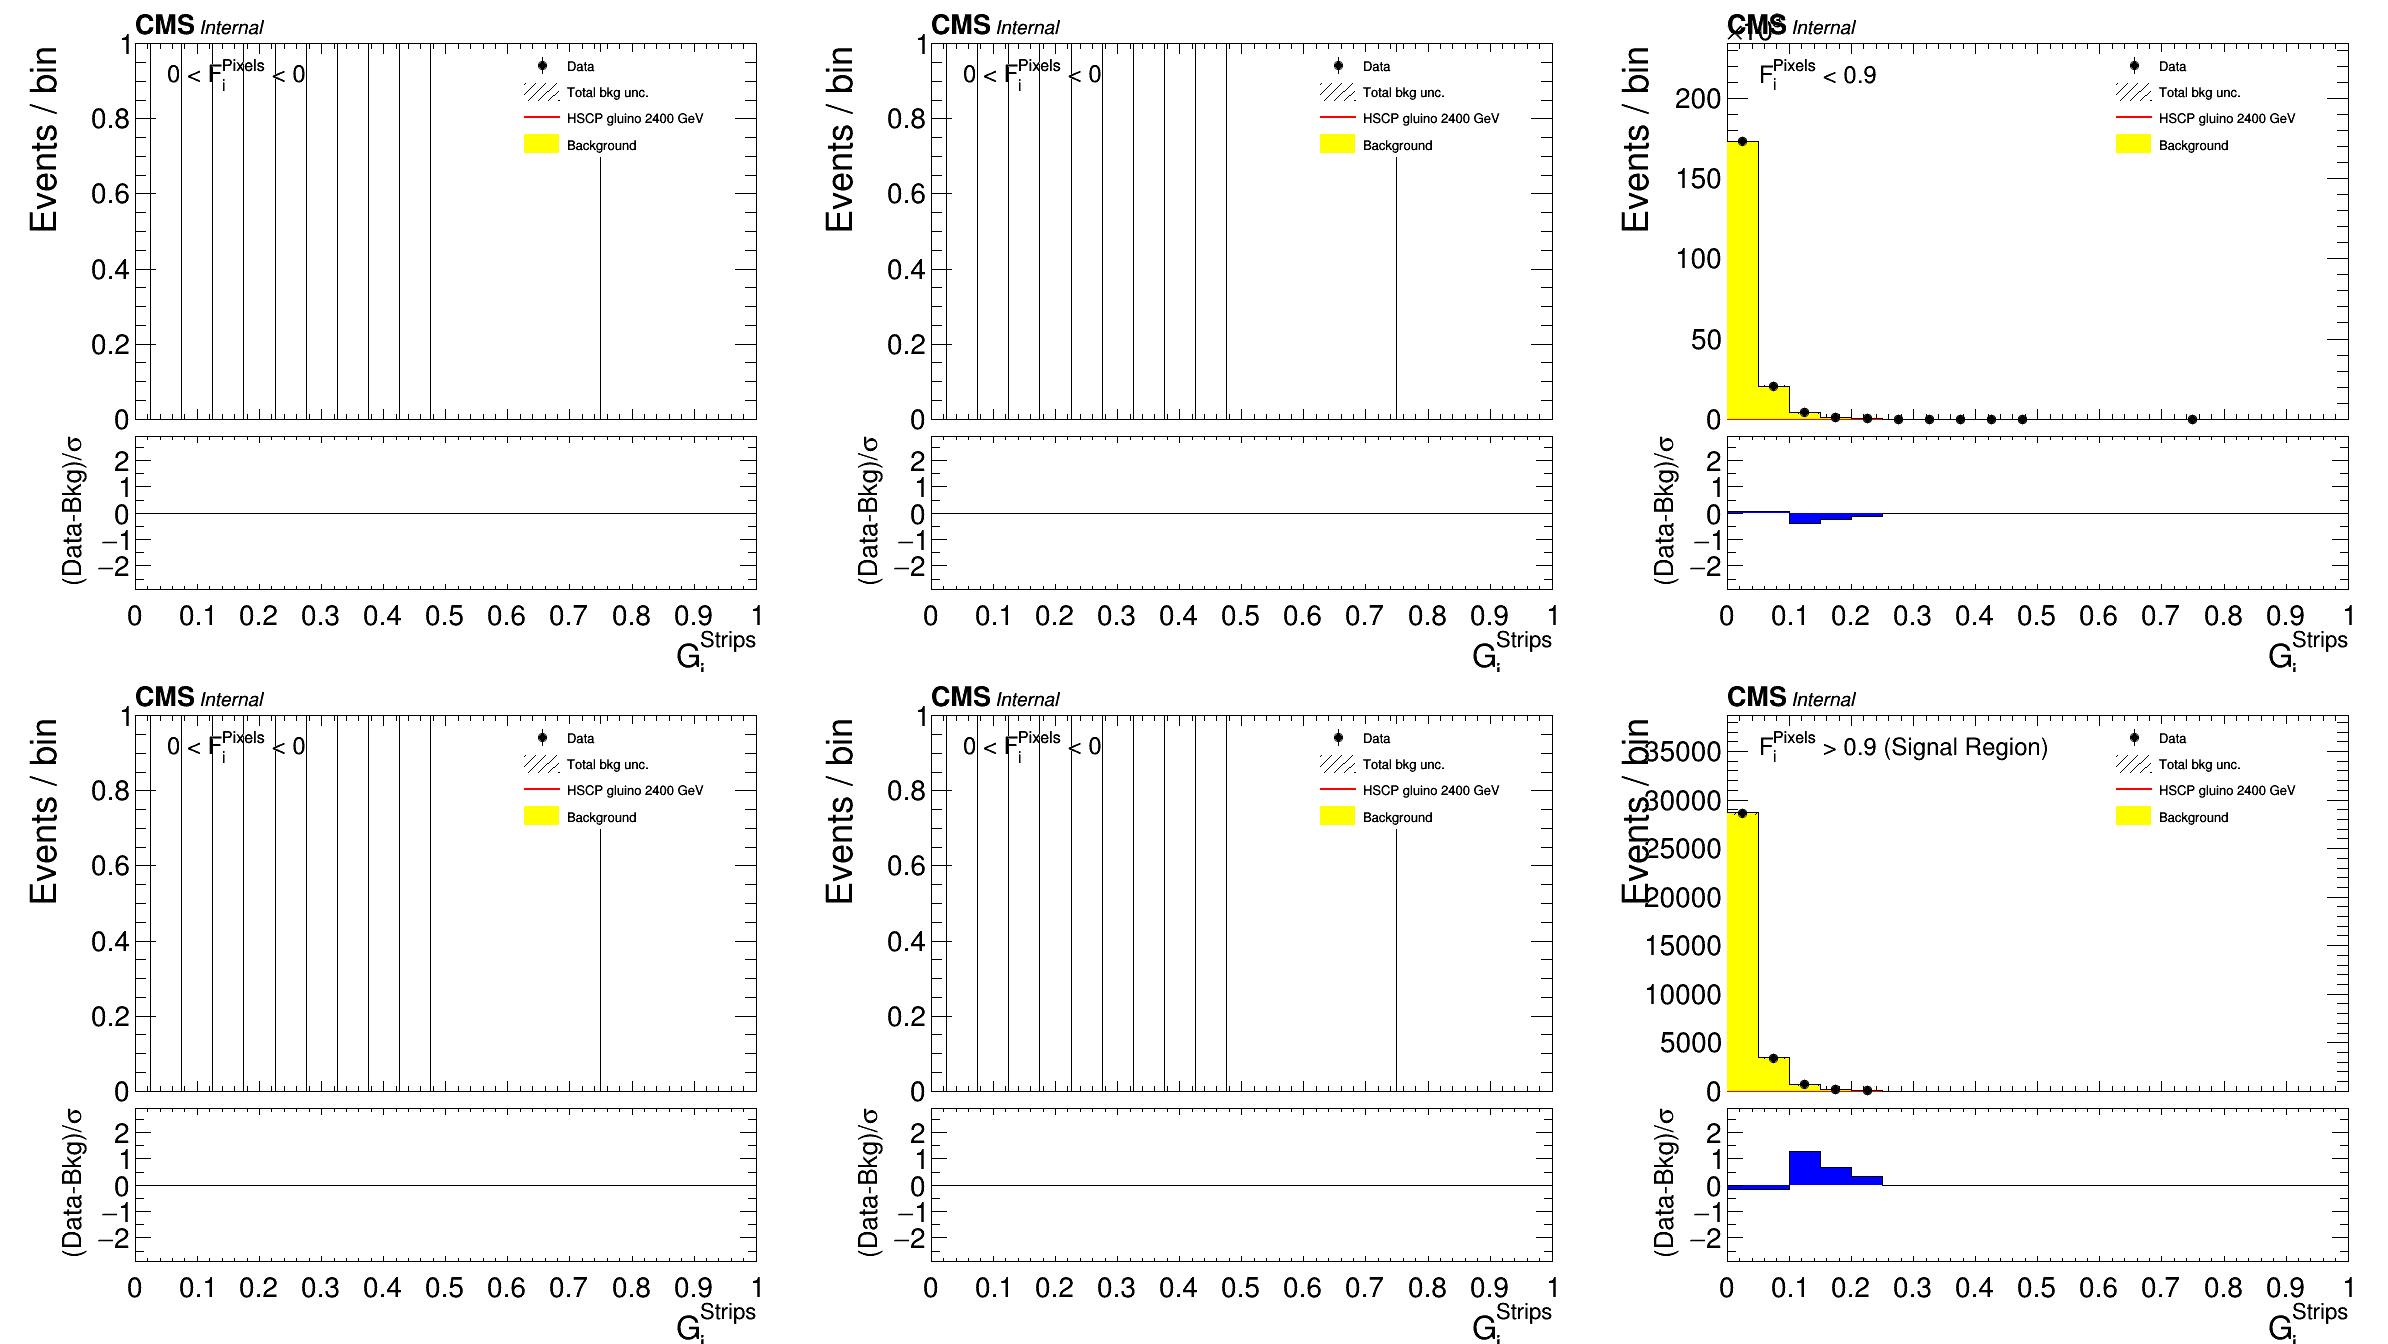 CMS Internal
Events / bin
1
0.8
0.6
0.4
0.2
0
0 < F_i^Pixels < 0
Data
Total bkg unc.
HSCP gluino 2400 GeV
Background
(Data-Bkg)/σ
2
1
0
−1
−2
0 0.1 0.2 0.3 0.4 0.5 0.6 0.7 0.8 0.9 1
G_i^Strips
CMS Internal
Events / bin
1
0.8
0.6
0.4
0.2
0
0 < F_i^Pixels < 0
Data
Total bkg unc.
HSCP gluino 2400 GeV
Background
(Data-Bkg)/σ
2
1
0
−1
−2
0 0.1 0.2 0.3 0.4 0.5 0.6 0.7 0.8 0.9 1
G_i^Strips
CMS Internal
Events / bin
200
150
100
50
0
F_i^Pixels < 0.9
Data
Total bkg unc.
HSCP gluino 2400 GeV
Background
(Data-Bkg)/σ
2
1
0
−1
−2
0 0.1 0.2 0.3 0.4 0.5 0.6 0.7 0.8 0.9 1
G_i^Strips
CMS Internal
Events / bin
1
0.8
0.6
0.4
0.2
0
0 < F_i^Pixels < 0
Data
Total bkg unc.
HSCP gluino 2400 GeV
Background
(Data-Bkg)/σ
2
1
0
−1
−2
0 0.1 0.2 0.3 0.4 0.5 0.6 0.7 0.8 0.9 1
G_i^Strips
CMS Internal
Events / bin
1
0.8
0.6
0.4
0.2
0
0 < F_i^Pixels < 0
Data
Total bkg unc.
HSCP gluino 2400 GeV
Background
(Data-Bkg)/σ
2
1
0
−1
−2
0 0.1 0.2 0.3 0.4 0.5 0.6 0.7 0.8 0.9 1
G_i^Strips
CMS Internal
Events / bin
35000
30000
25000
20000
15000
10000
5000
0
F_i^Pixels > 0.9 (Signal Region)
Data
Total bkg unc.
HSCP gluino 2400 GeV
Background
(Data-Bkg)/σ
2
1
0
−1
−2
0 0.1 0.2 0.3 0.4 0.5 0.6 0.7 0.8 0.9 1
G_i^Strips